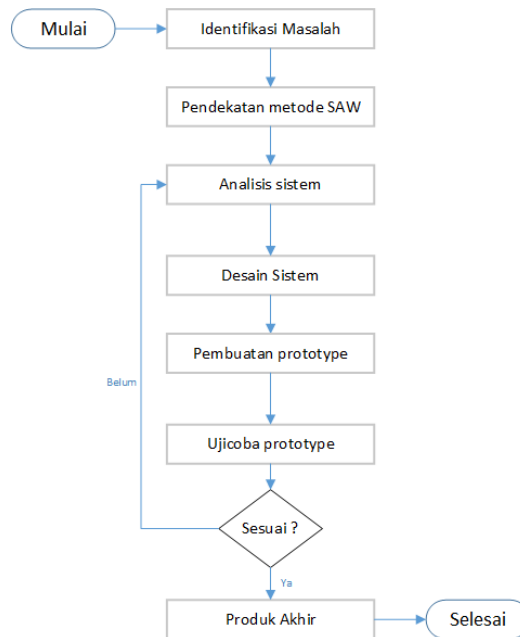 Mulai
Identifikasi Masalah
Pendekatan metode SAW
Analisis sistem
Desain Sistem
Pembuatan prototype
Belum
Ujicoba prototype
Sesuai ?
Ya
Produk Akhir
Selesai